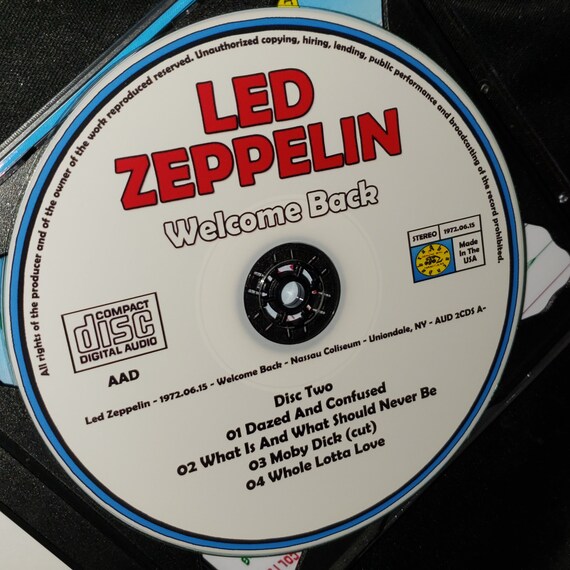 All rights of the producer and of the owner of the work reproduced reserved. Unauthorized copying, hiring, lending, public performance and broadcasting of the record prohibited.
LED
ZEPPELIN
Welcome Back
STEREO 1972.06.15
Made
In The
USA
COMPACT
disc
DIGITAL AUDIO
AAD
Led Zeppelin - 1972.06.15 - Welcome Back - Nassau Coliseum - Uniondale, NY - AUD 2CDS A-
Disc Two
01 Dazed And Confused
02 What Is And What Should Never Be
03 Moby Dick (cut)
04 Whole Lotta Love